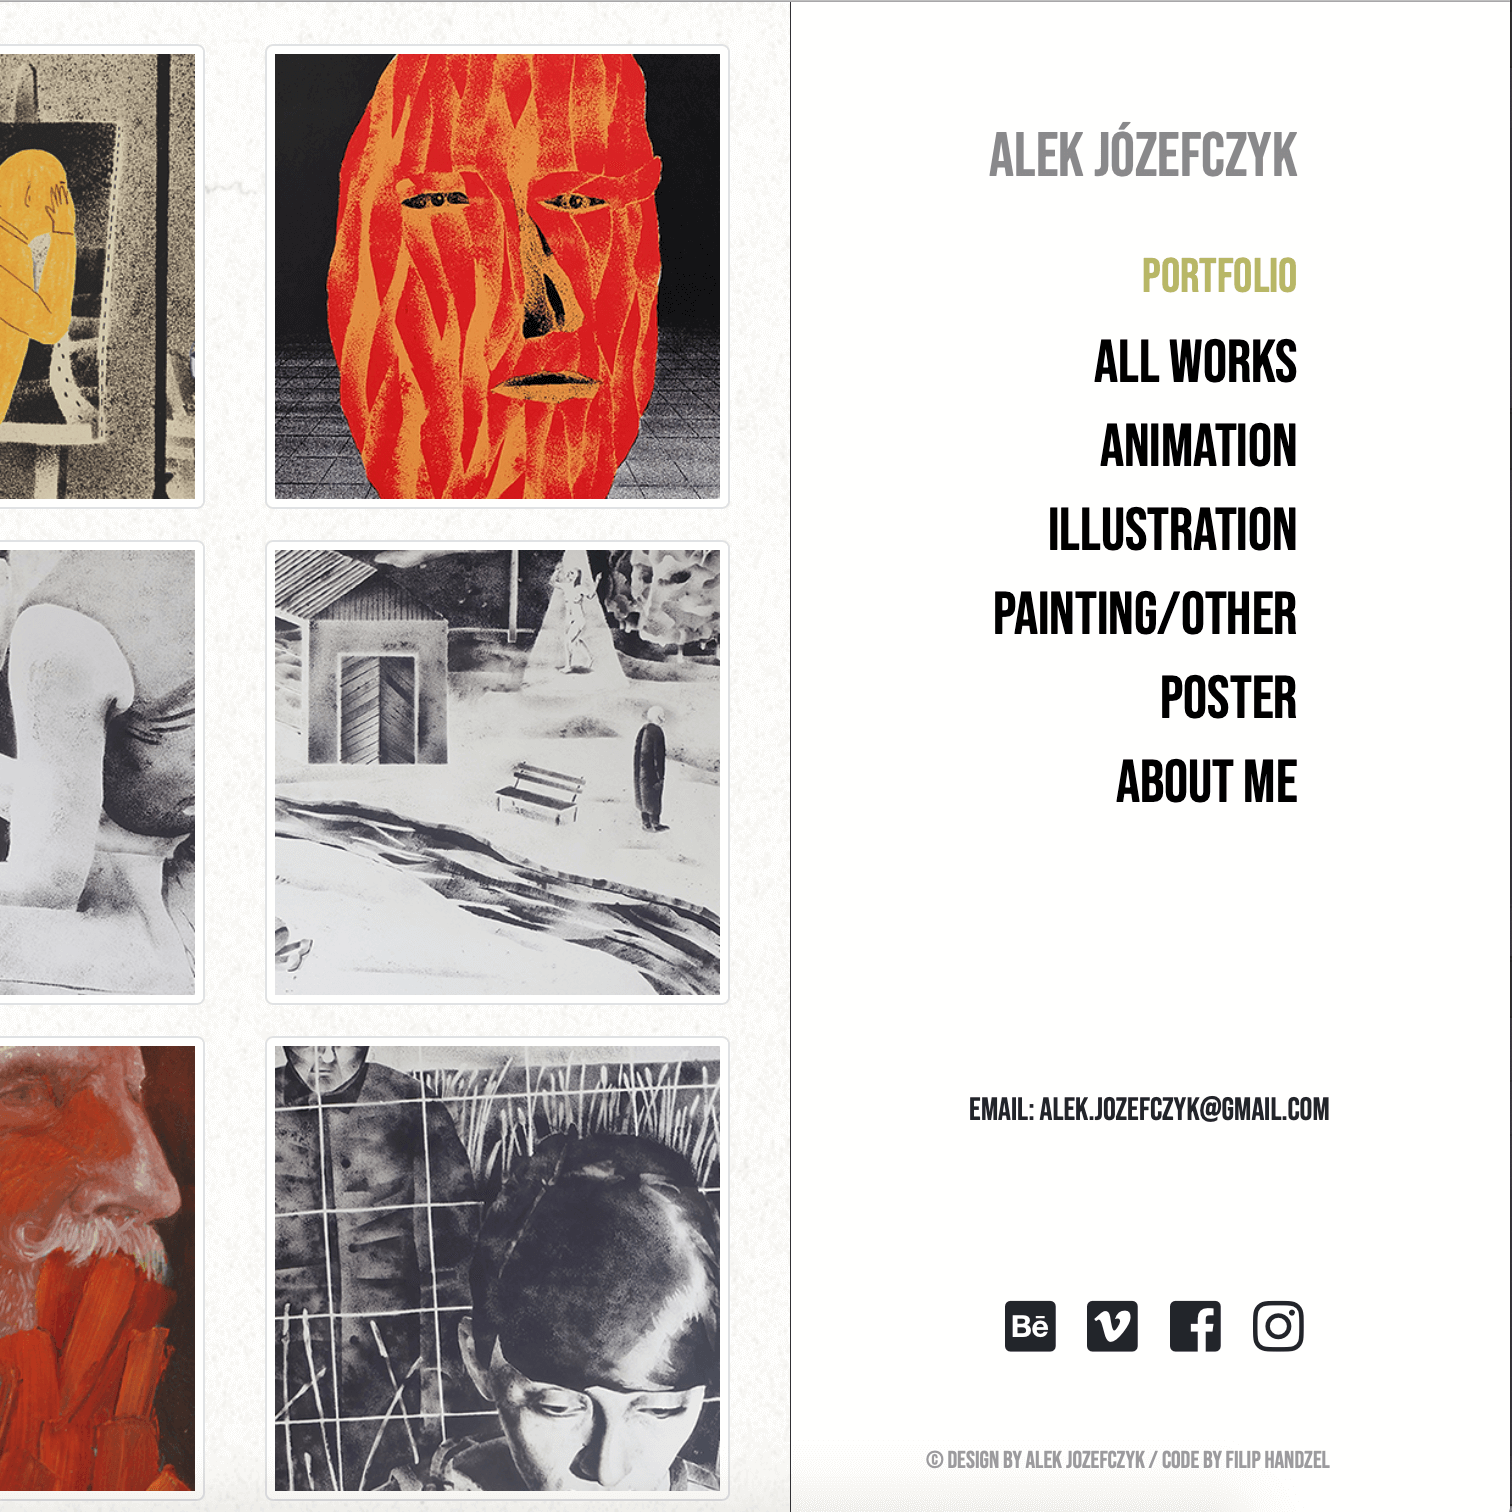 ALEK JÓZEFCZYK
PORTFOLIO
ALL WORKS
ANIMATION
ILLUSTRATION
PAINTING/OTHER
POSTER
ABOUT ME
EMAIL: ALEK.JOZEFCZYK@GMAIL.COM
Bē
© DESIGN BY ALEK JOZEFCZYK / CODE BY FILIP HANDZEL